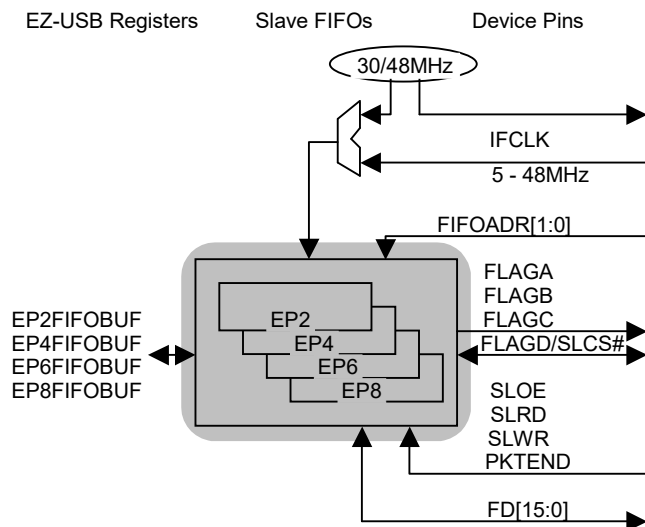 EZ-USB Registers Slave FIFOs Device Pins
30/48MHz
IFCLK
5 - 48MHz
FIFOADR[1:0]
FLAGA
FLAGB
FLAGC
FLAGD/SLCS#
EP2FIFOBUF
EP4FIFOBUF
EP6FIFOBUF
EP8FIFOBUF
EP2
EP4
EP6
EP8
SLOE
SLRD
SLWR
PKTEND
FD[15:0]